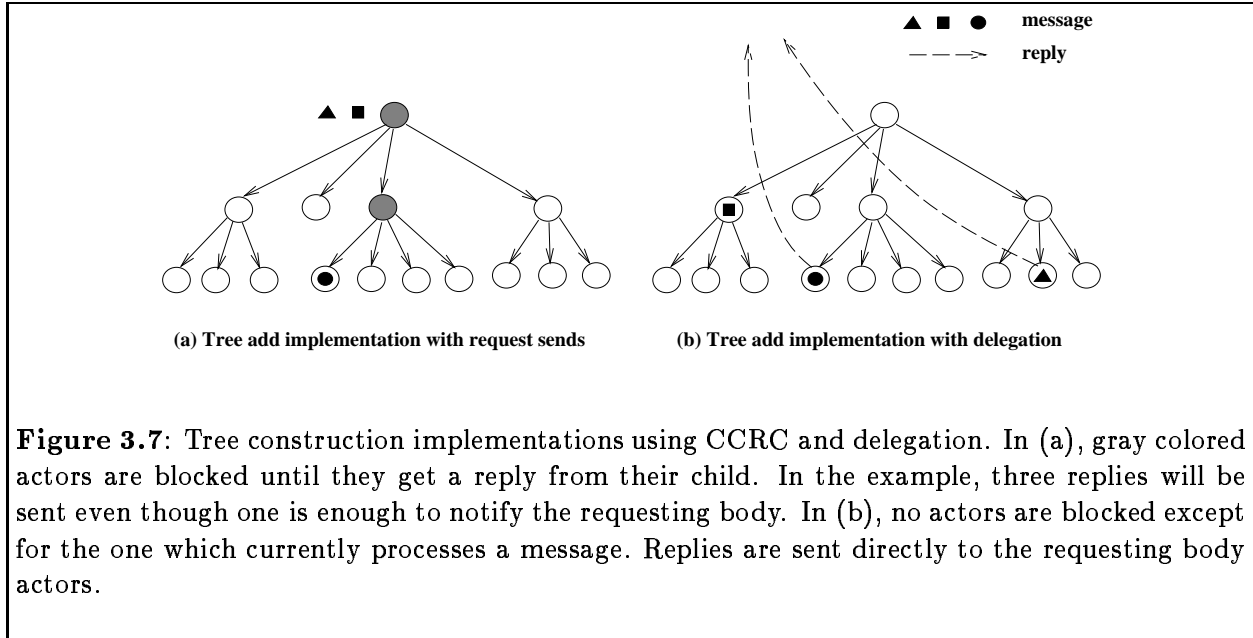 message
reply
(a) Tree add implementation with request sends
(b) Tree add implementation with delegation
Figure 3.7: Tree construction implementations using CCRC and delegation. In (a), gray colored
actors are blocked until they get a reply from their child. In the example, three replies will be
sent even though one is enough to notify the requesting body. In (b), no actors are blocked except
for the one which currently processes a message. Replies are sent directly to the requesting body
actors.